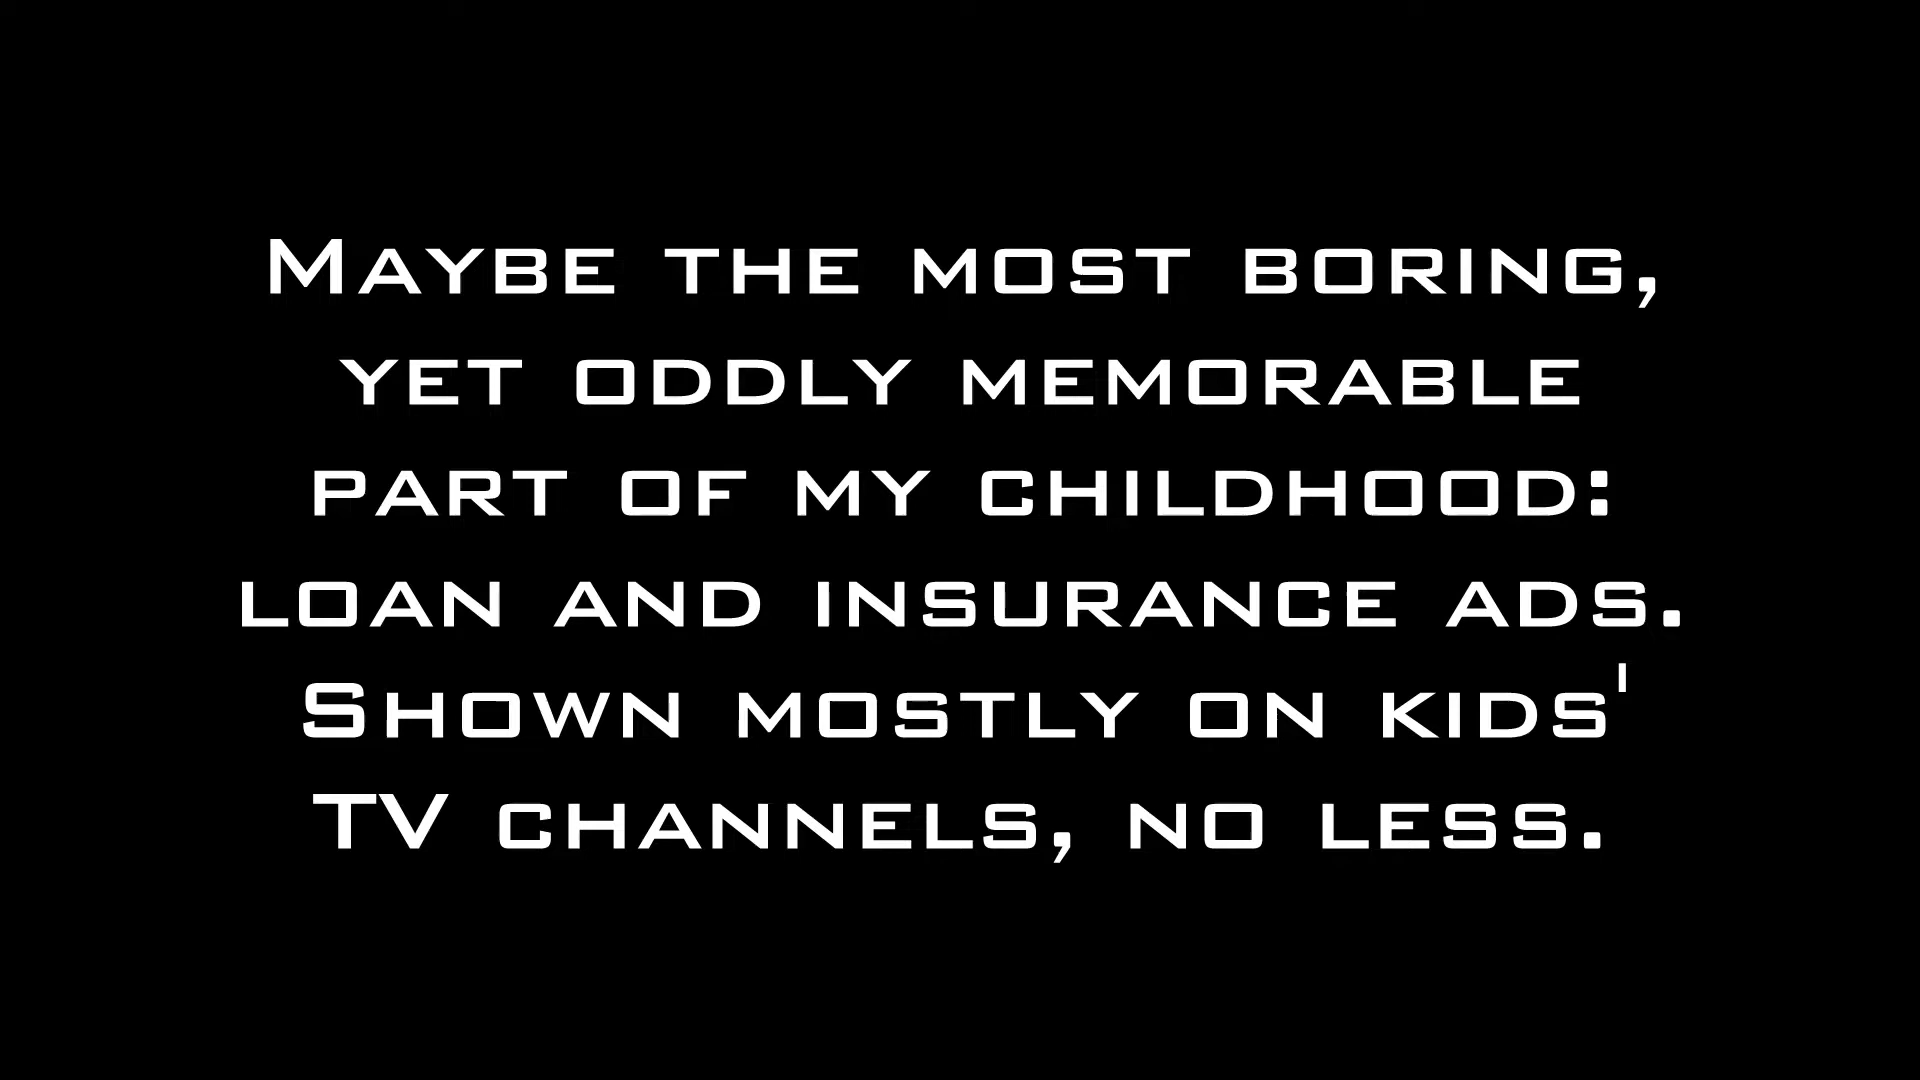 Maybe the most boring,
yet oddly memorable
part of my childhood:
loan and insurance ads.
Shown mostly on kids'
TV channels, no less.